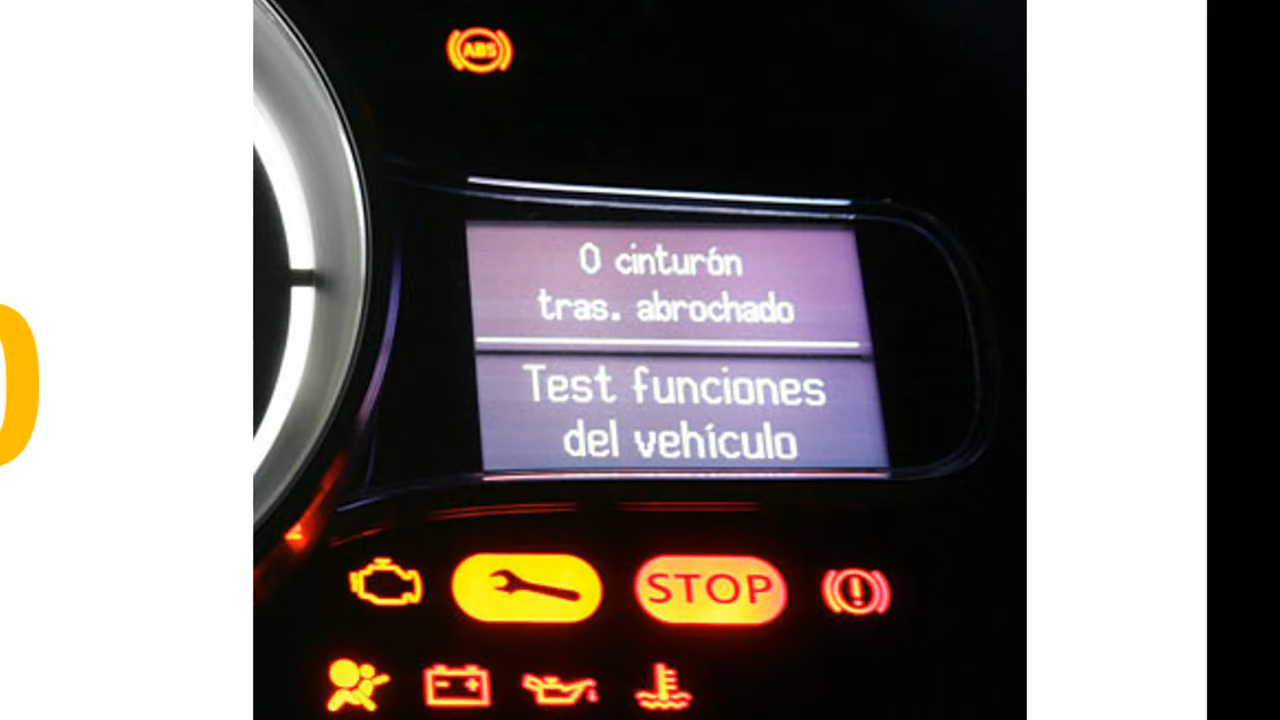 ABS
0 cinturón
tras. abrochado
Test funciones
del vehículo
STOP